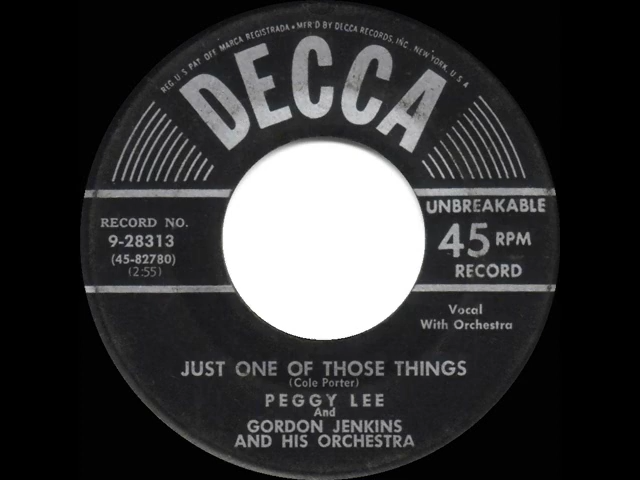 REG. U.S. PAT. OFF. MARCA REGISTRADA • MF'R'D BY DECCA RECORDS, INC., NEW YORK, U.S.A.
DECCA
RECORD NO.
9-28313
(45-82780)
(2:55)
UNBREAKABLE
45 RPM
RECORD
Vocal
With Orchestra
JUST ONE OF THOSE THINGS
(Cole Porter)
PEGGY LEE
And
GORDON JENKINS
AND HIS ORCHESTRA